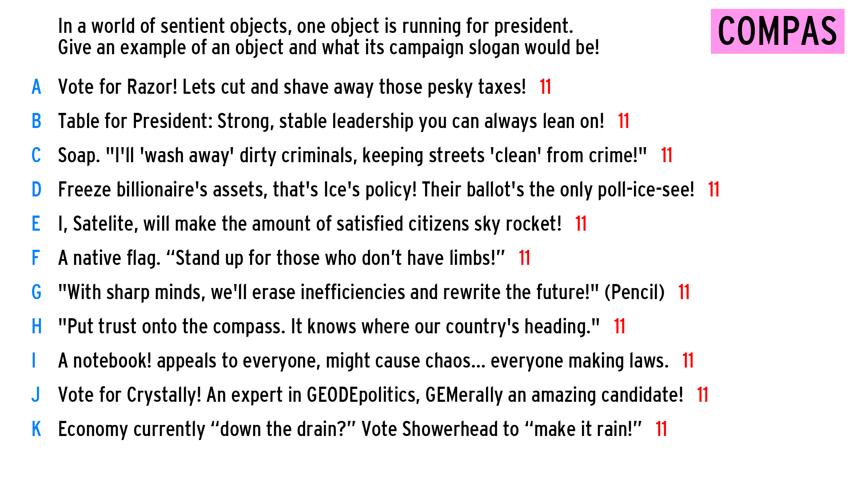 In a world of sentient objects, one object is running for president.
Give an example of an object and what its campaign slogan would be!
COMPAS
A Vote for Razor! Lets cut and shave away those pesky taxes! 11
B Table for President: Strong, stable leadership you can always lean on! 11
C Soap. "I'll 'wash away' dirty criminals, keeping streets 'clean' from crime!" 11
D Freeze billionaire's assets, that's Ice's policy! Their ballot's the only poll-ice-see! 11
E I, Satelite, will make the amount of satisfied citizens sky rocket! 11
F A native flag. “Stand up for those who don’t have limbs!” 11
G "With sharp minds, we'll erase inefficiencies and rewrite the future!" (Pencil) 11
H "Put trust onto the compass. It knows where our country's heading." 11
I A notebook! appeals to everyone, might cause chaos... everyone making laws. 11
J Vote for Crystally! An expert in GEODEpolitics, GEMerally an amazing candidate! 11
K Economy currently “down the drain?” Vote Showerhead to “make it rain!” 11